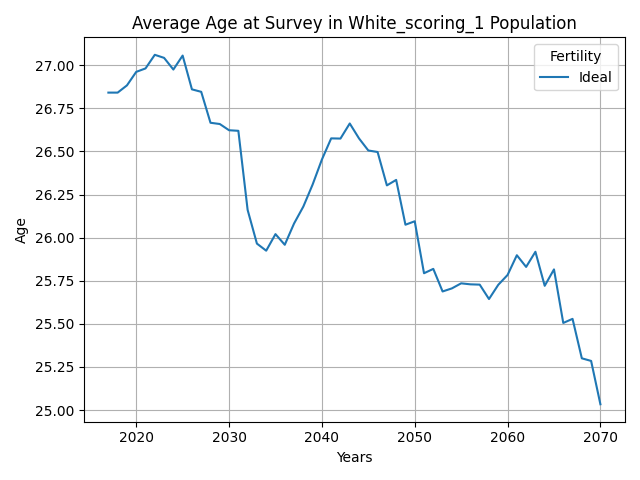 Average Age at Survey in White_scoring_1 Population
Fertility
Ideal
27.00
26.75
26.50
26.25
26.00
25.75
25.50
25.25
25.00
Age
2020 2030 2040 2050 2060 2070
Years